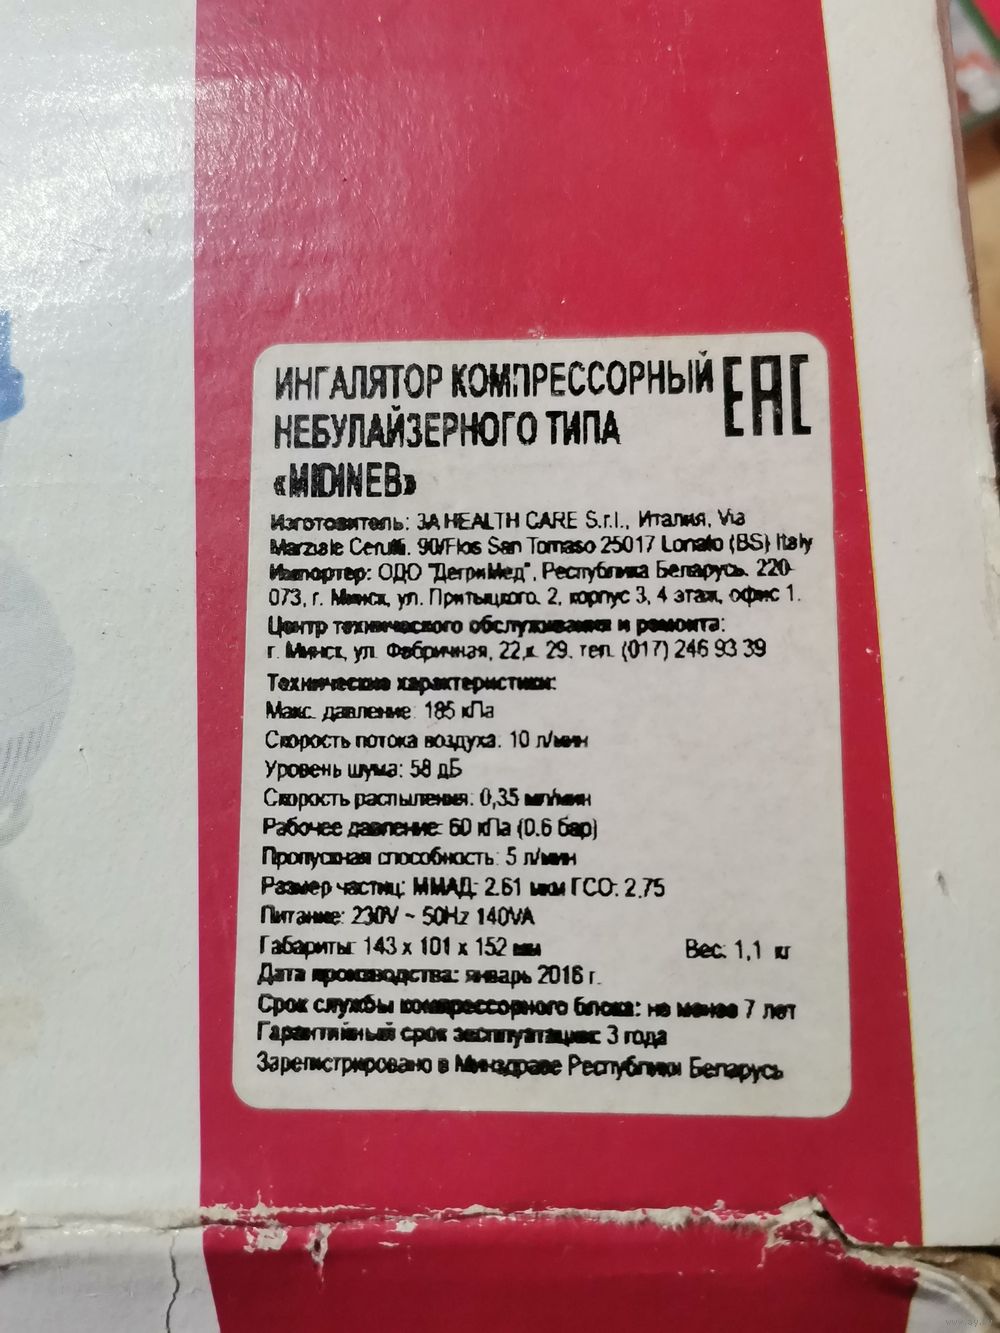 ИНГАЛЯТОР КОМПРЕССОРНЫЙ EAC
НЕБУЛАЙЗЕРНОГО ТИПА
«MIDINEB»
Изготовитель: 3A HEALTH CARE S.r.l., Италия, Via
Marziale Cerutti, 90/F/os San Tomaso 25017 Lonato (BS) Italy
Импортер: ОДО "ДегриМед", Республика Беларусь. 220-
073, г. Минск, ул. Притыцкого. 2, корпус 3, 4 этаж, офис 1.
Центр технического обслуживания и ремонта:
г. Минск, ул. Фабричная, 22,к. 29. тел. (017) 246 93 39
Технические характеристики:
Макс. давление: 185 кПа
Скорость потока воздуха: 10 л/мин
Уровень шума: 58 дБ
Скорость распыления: 0,35 мл/мин
Рабочее давление: 60 кПа (0.6 бар)
Пропускная способность: 5 л/мин
Размер частиц: ММАД: 2.61 мкм ГСО: 2,75
Питание: 230V ~ 50Hz 140VA
Габариты: 143 x 101 x 152 мм Вес: 1,1 кг
Дата производства: январь 2016 г.
Срок службы компрессорного блока: не менее 7 лет
Гарантийный срок эксплуатации: 3 года
Зарегистрировано в Минздраве Республики Беларусь